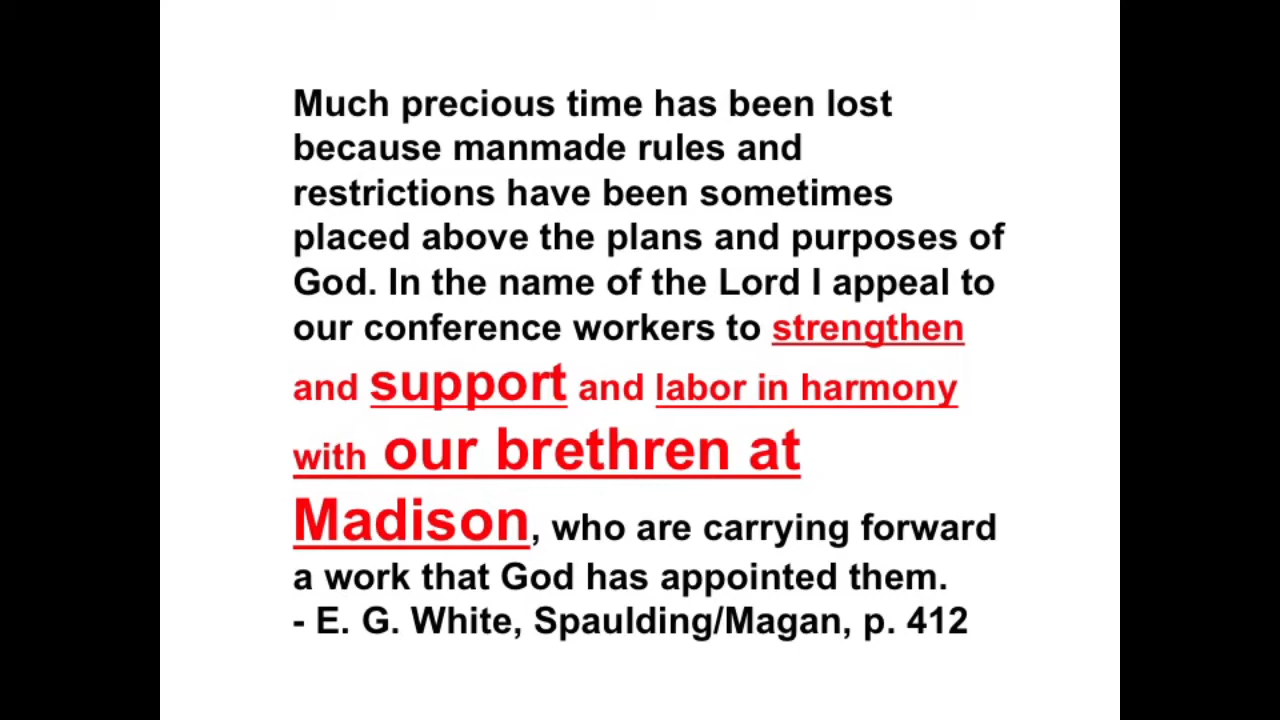 Much precious time has been lost
because manmade rules and
restrictions have been sometimes
placed above the plans and purposes of
God. In the name of the Lord I appeal to
our conference workers to strengthen
and support and labor in harmony
with our brethren at
Madison, who are carrying forward
a work that God has appointed them.
- E. G. White, Spaulding/Magan, p. 412